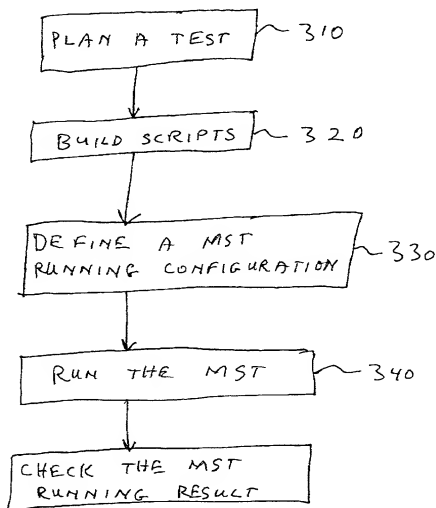 PLAN A TEST 310
BUILD SCRIPTS 320
DEFINE A MST
RUNNING CONFIGURATION 330
RUN THE MST 340
CHECK THE MST
RUNNING RESULT